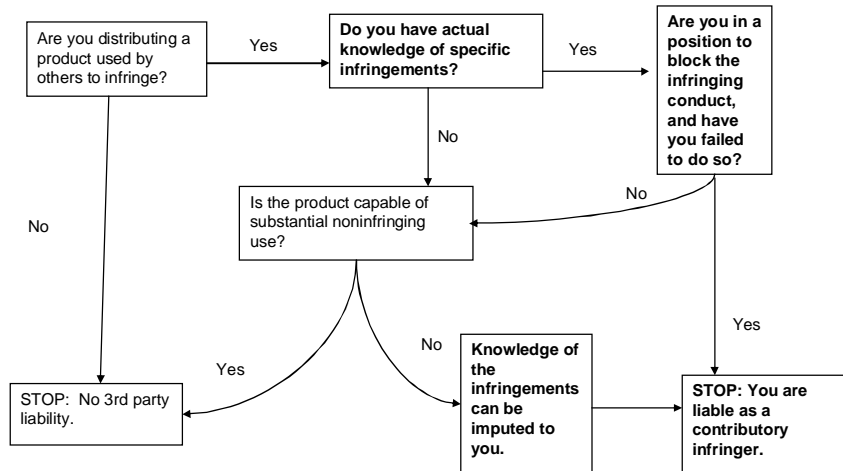 Are you distributing a
product used by
others to infringe?
Yes
Do you have actual
knowledge of specific
infringements?
Yes
Are you in a
position to
block the
infringing
conduct,
and have
you failed
to do so?
No
No
Is the product capable of
substantial noninfringing
use?
No
Yes
No
Yes
STOP:  No 3rd party
liability.
Knowledge of
the
infringements
can be
imputed to
you.
STOP: You are
liable as a
contributory
infringer.